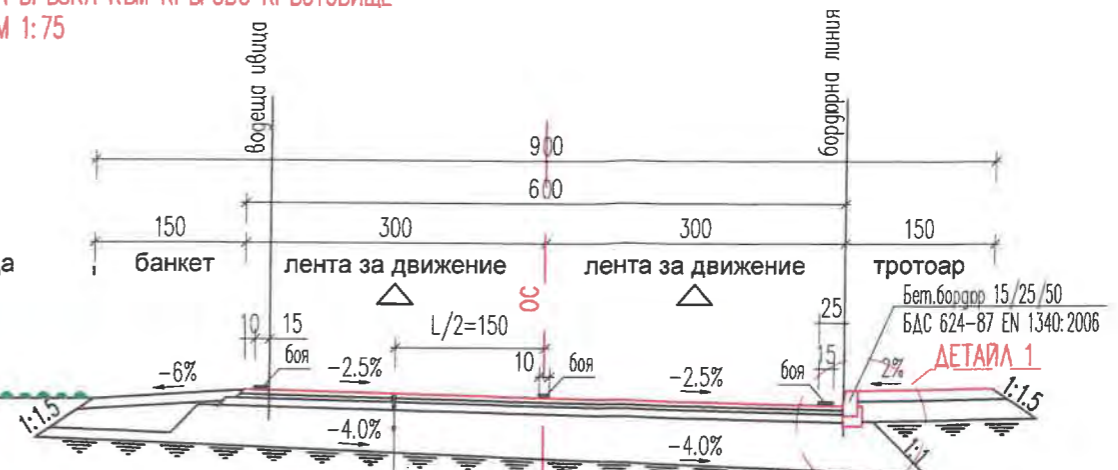 М 1:75
водеща ивица
бордюрна линия
900
600
150
300
300
150
банкет
лента за движение
лента за движение
тротоар
ОС
Бет.бордюр 15/25/50
БДС 624-87 EN 1340:2006
ДЕТАЙЛ 1
L/2=150
10
15
боя
10
боя
25
15
боя
-6%
-2.5%
-2.5%
2%
1:1.5
1:1.5
-4.0%
-4.0%
1:1